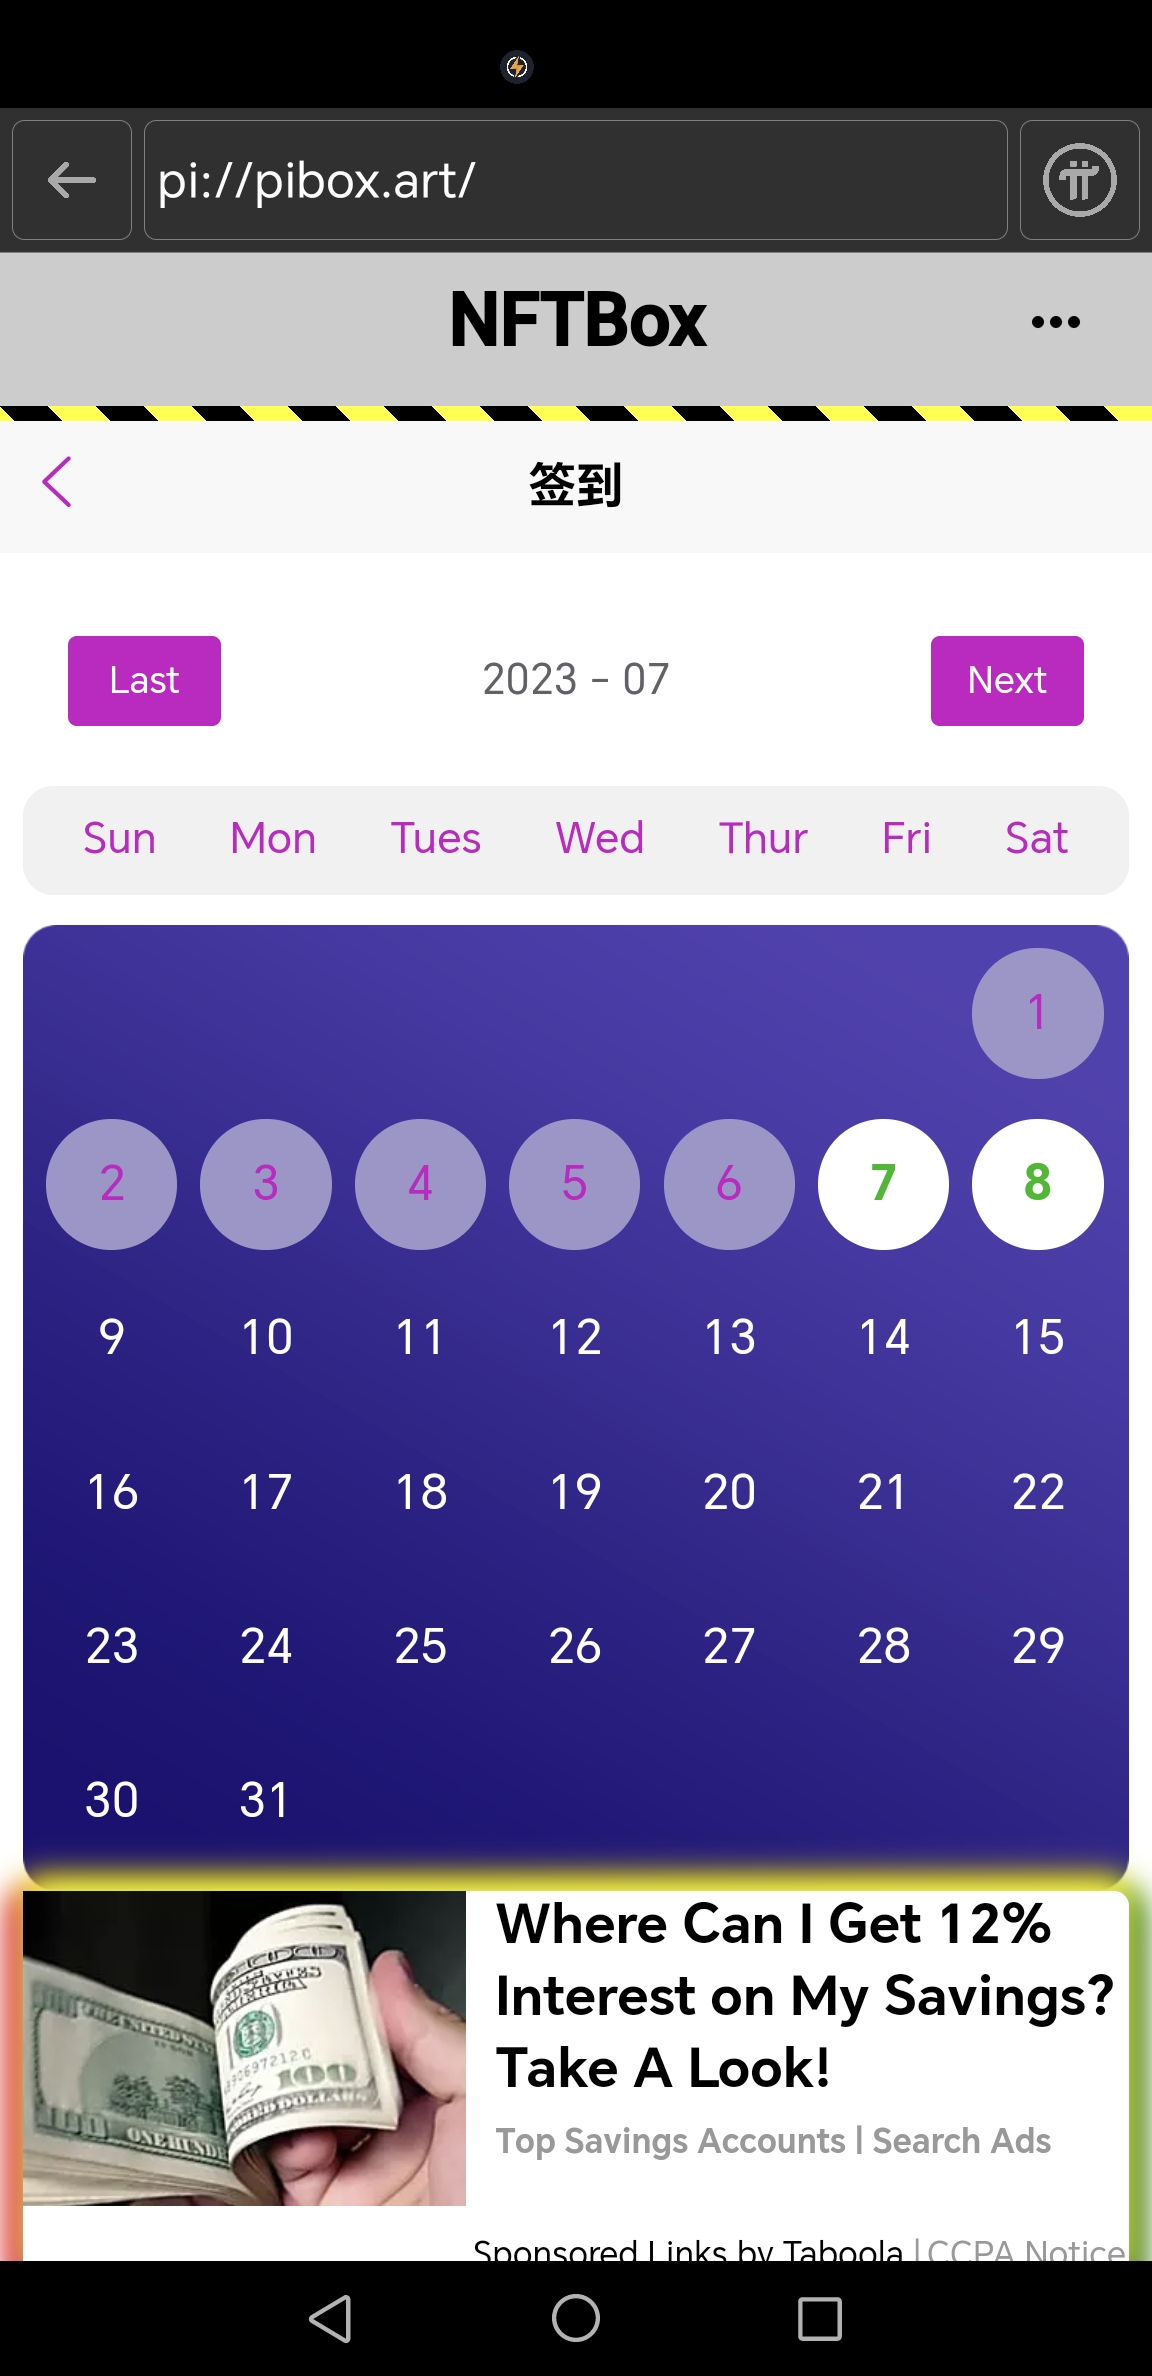 pi://pibox.art/
NFTBox
签到
Last 2023 - 07 Next
Sun Mon Tues Wed Thur Fri Sat
1
2 3 4 5 6 7 8
9 10 11 12 13 14 15
16 17 18 19 20 21 22
23 24 25 26 27 28 29
30 31
Where Can I Get 12%
Interest on My Savings?
Take A Look!
Top Savings Accounts | Search Ads
Sponsored Links by Taboola | CCPA Notice